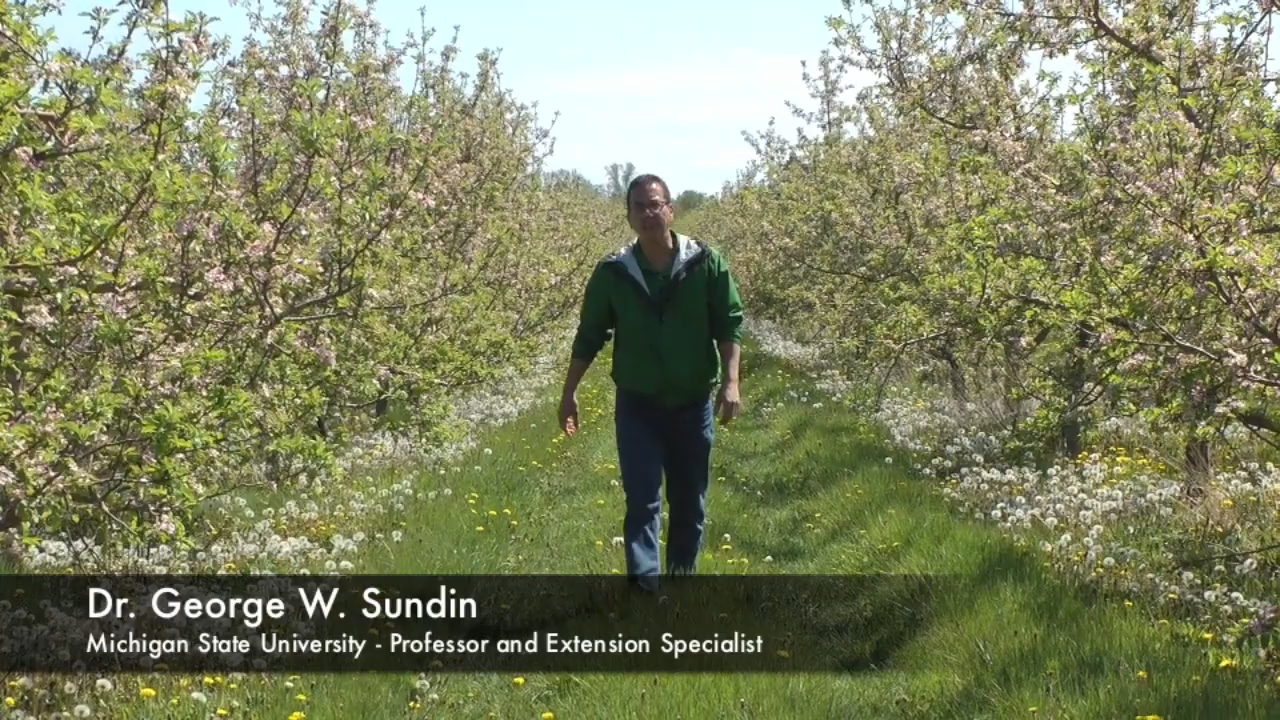 Dr. George W. Sundin
Michigan State University - Professor and Extension Specialist